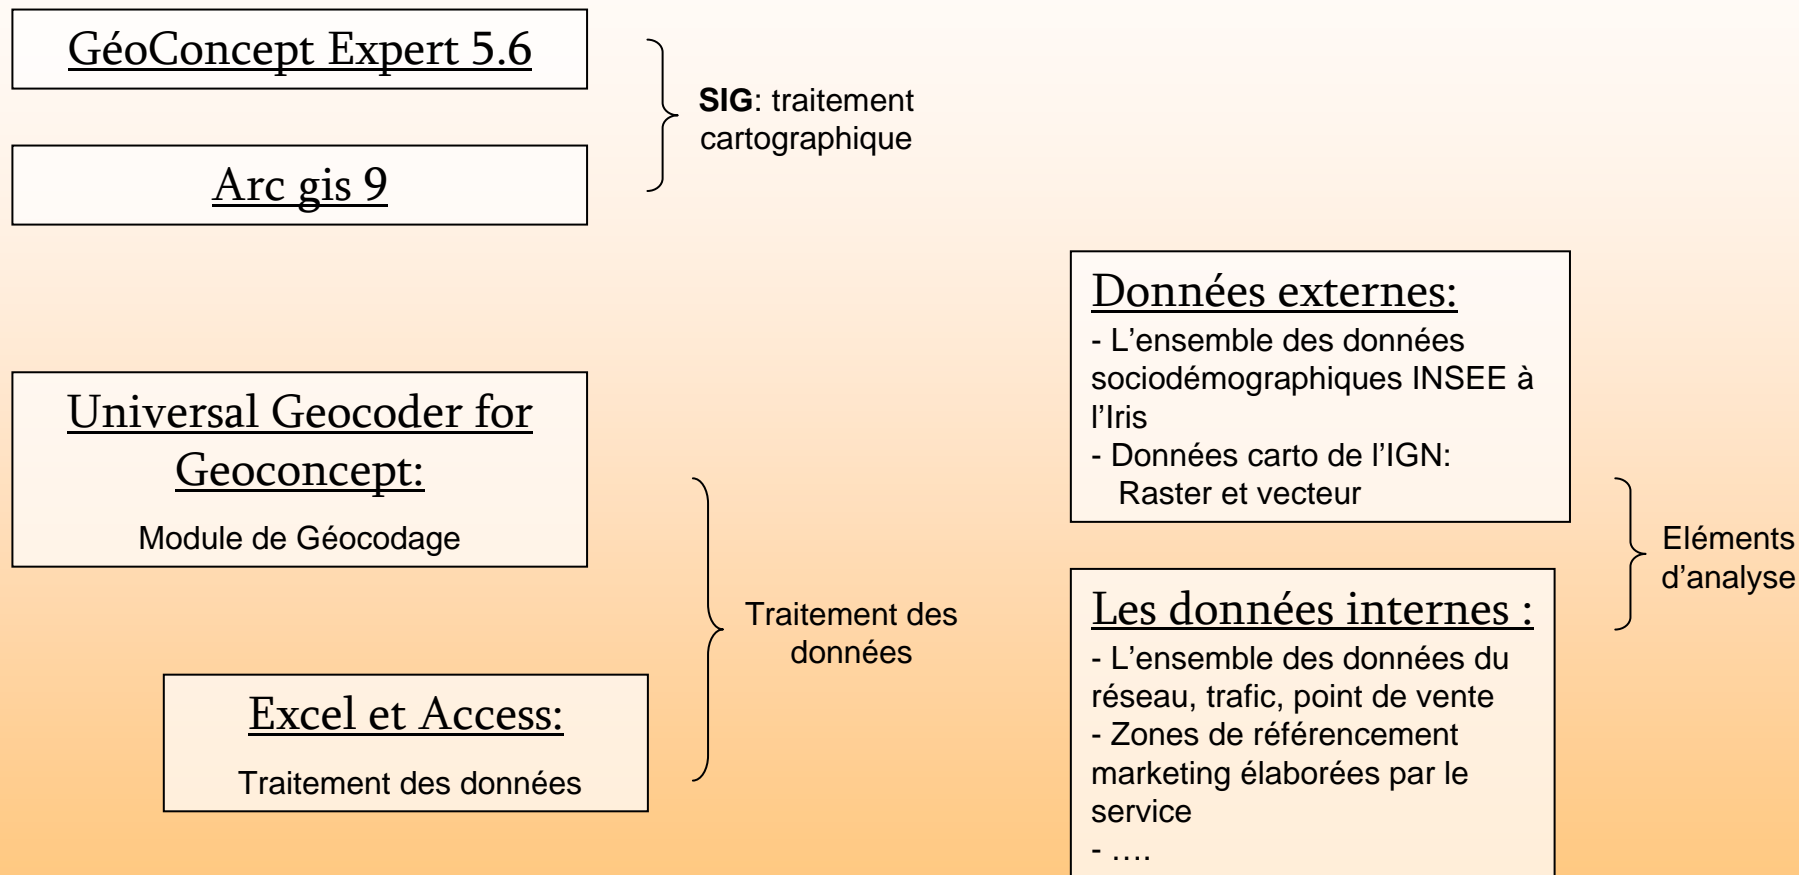 GéoConcept Expert 5.6
SIG: traitement
cartographique
Arc gis 9
Universal Geocoder for
Geoconcept:
Module de Géocodage
Traitement des
données
Excel et Access:
Traitement des données
Données externes:
- L’ensemble des données
sociodémographiques INSEE à
l’Iris
- Données carto de l’IGN:
Raster et vecteur
Eléments
d’analyse
Les données internes :
- L’ensemble des données du
réseau, trafic, point de vente
- Zones de référencement
marketing élaborées par le
service
- ….